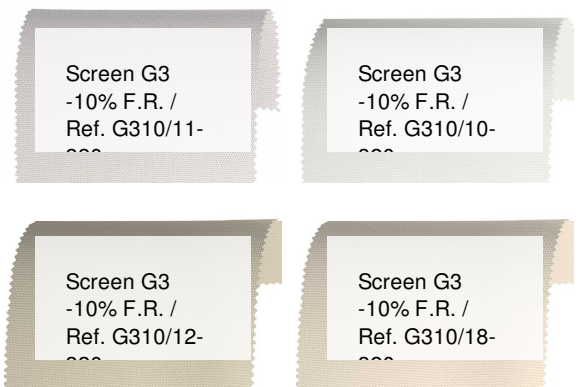 Screen G3
-10% F.R. /
Ref. G310/11-
Screen G3
-10% F.R. /
Ref. G310/10-
Screen G3
-10% F.R. /
Ref. G310/12-
Screen G3
-10% F.R. /
Ref. G310/18-